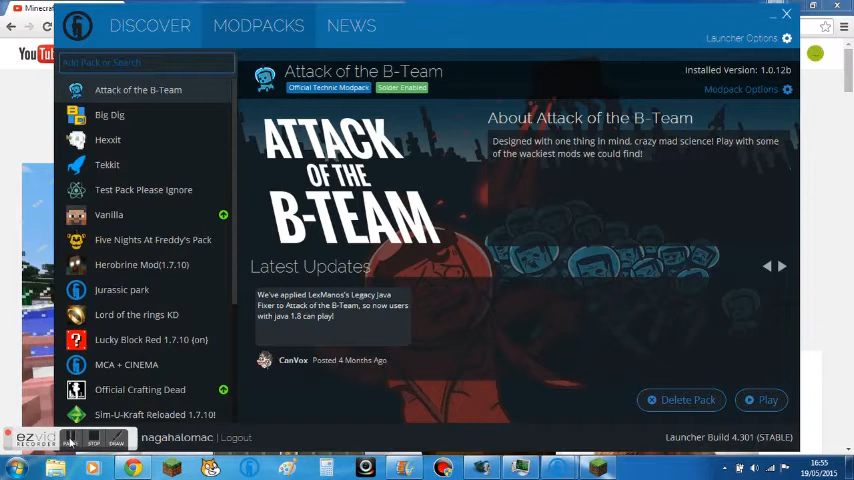 Minecraf
You
DISCOVER
MODPACKS
NEWS
Launcher Options
Add Pack or Search
Attack of the B-Team
Big Dig
Hexxit
Tekkit
Test Pack Please Ignore
Vanilla
Five Nights At Freddy's Pack
Herobrine Mod(1.7.10)
Jurassic park
Lord of the rings KD
Lucky Block Red 1.7.10 {on}
MCA + CINEMA
Official Crafting Dead
Sim-U-Kraft Reloaded 1.7.10!
Attack of the B-Team
Official Technic Modpack
Solder Enabled
Installed Version: 1.0.12b
Modpack Options
ATTACK
OF THE
B-TEAM
About Attack of the B-Team
Designed with one thing in mind, crazy mad science! Play with some
of the wackiest mods we could find!
Latest Updates
We've applied LexManos's Legacy Java
Fixer to Attack of the B-Team, so now users
with java 1.8 can play!
CanVox Posted 4 Months Ago
Delete Pack
Play
ezvid
RECORDER
STOP
DRAW
nagahalomac | Logout
Launcher Build 4.301 (STABLE)
16:55
19/05/2015